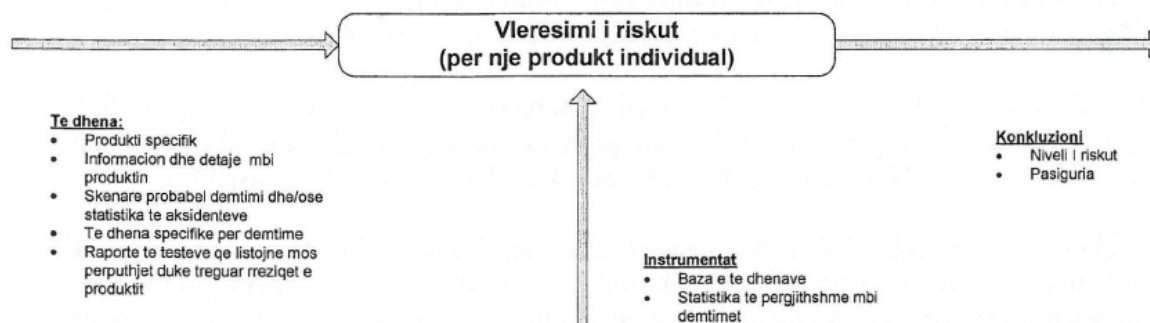 Vleresimi i riskut
(per nje produkt individual)
Te dhena:
• Produkti specifik
• Informacion dhe detaje mbi
produktin
• Skenare probabel demtimi dhe/ose
statistika te aksidenteve
• Te dhena specifike per demtime
• Raporte te testeve qe listojne mos
perputhjet duke treguar rreziqet e
produktit
Konkluzioni
• Niveli I riskut
• Pasiguria
Instrumentat
• Baza e te dhenave
• Statistika te pergjithshme mbi
demtimet